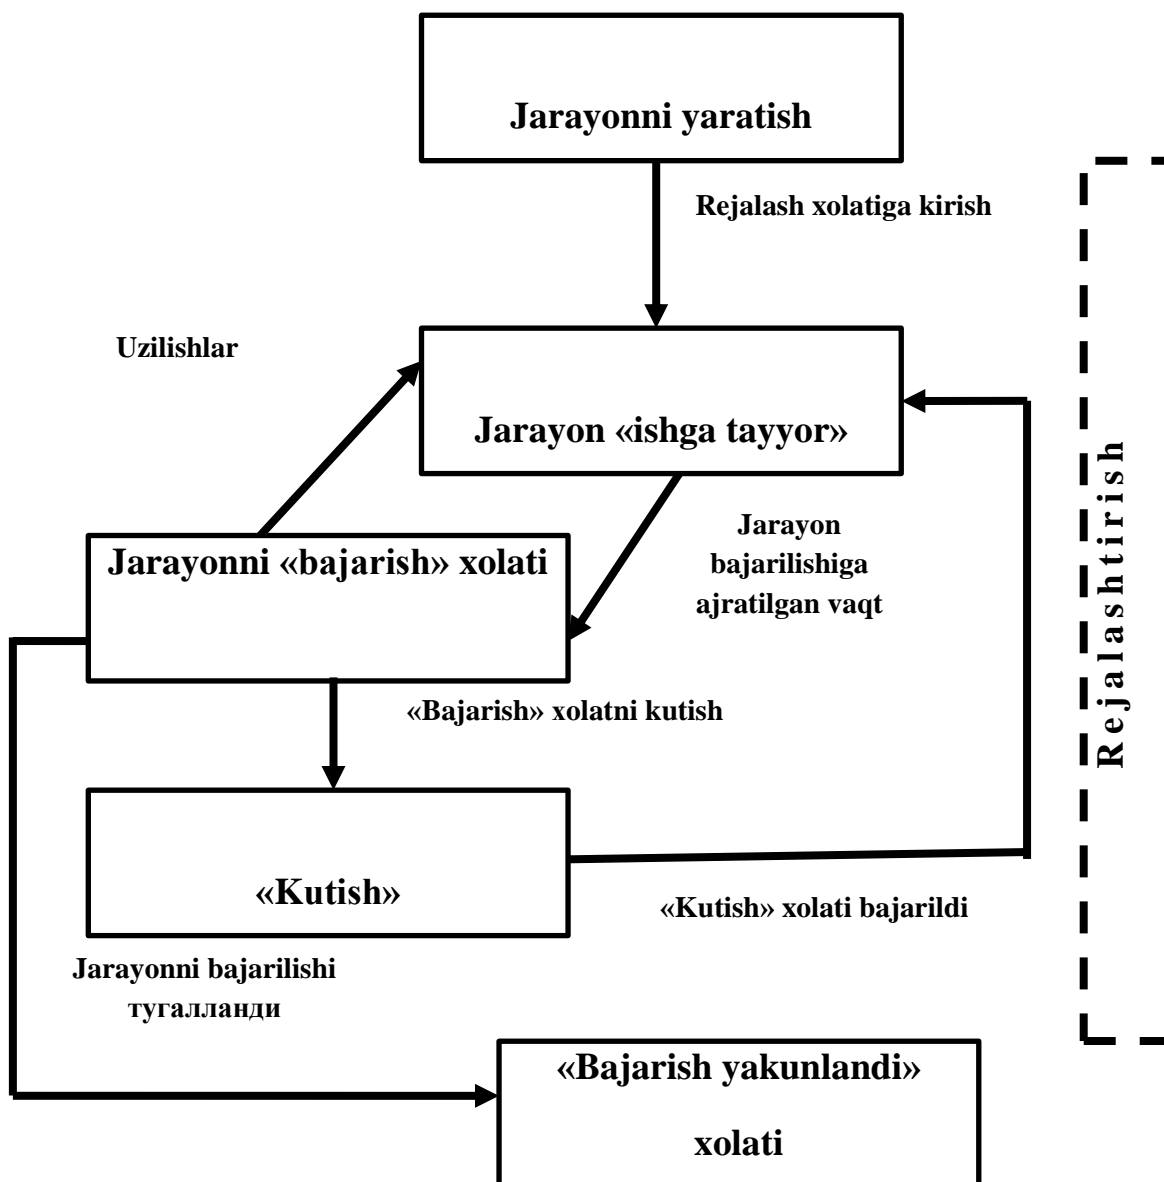 Jarayonni yaratish
Rejalash xolatiga kirish
Uzilishlar
Jarayon «ishga tayyor»
Jarayon
bajarilishiga
ajratilgan vaqt
Jarayonni «bajarish» xolati
«Bajarish» xolatni kutish
«Kutish»
«Kutish» xolati bajarildi
Jarayonni bajarilishi
тугалланди
«Bajarish yakunlandi»
xolati
Rejalashtirish